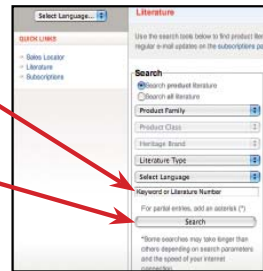 Select Language...
QUICK LINKS
Sales Locator
Literature
Subscriptions
Literature
Use the search tools below to find product liter
regular e-mail updates on the subscriptions pa
Search
Search product literature
Search all literature
Product Family
Product Class
Heritage Brand
Literature Type
Select Language
Keyword or Literature Number
For partial entries, add an asterisk (*)
Search
*Some searches may take longer than
others depending on search parameters
and the speed of your internet
connection.